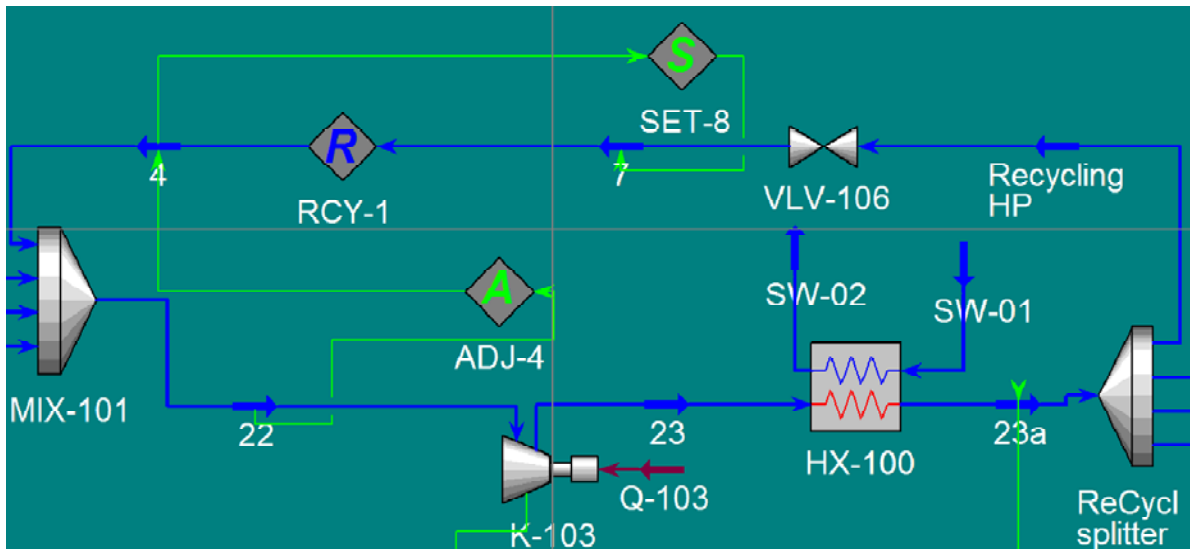 S
SET-8
R
4
7
RCY-1
VLV-106
Recycling
HP
A
SW-02
SW-01
ADJ-4
MIX-101
22
23
23a
HX-100
Q-103
K-103
ReCycl
splitter